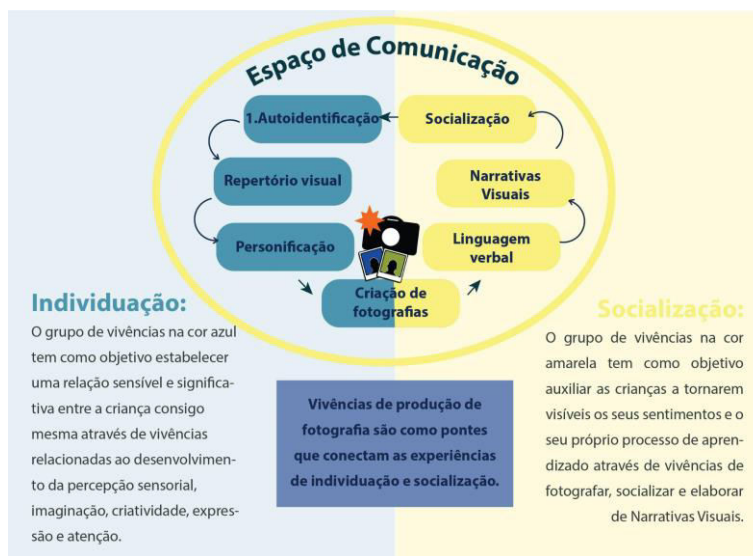 Espaço de Comunicação
1.Autoidentificação
Repertório visual
Personificação
Criação de
fotografias
Linguagem
verbal
Narrativas
Visuais
Socialização
Individuação:
O grupo de vivências na cor azul
tem como objetivo estabelecer
uma relação sensível e significa-
tiva entre a criança consigo
mesma através de vivências
relacionadas ao desenvolvimen-
to da percepção sensorial,
imaginação, criatividade, expres-
são e atenção.
Vivências de produção de
fotografia são como pontes
que conectam as experiências
de individuação e socialização.
Socialização:
O grupo de vivências na cor
amarela tem como objetivo
auxiliar as crianças a tornarem
visíveis os seus sentimentos e o
seu próprio processo de apren-
dizado através de vivências de
fotografar, socializar e elaborar
de Narrativas Visuais.